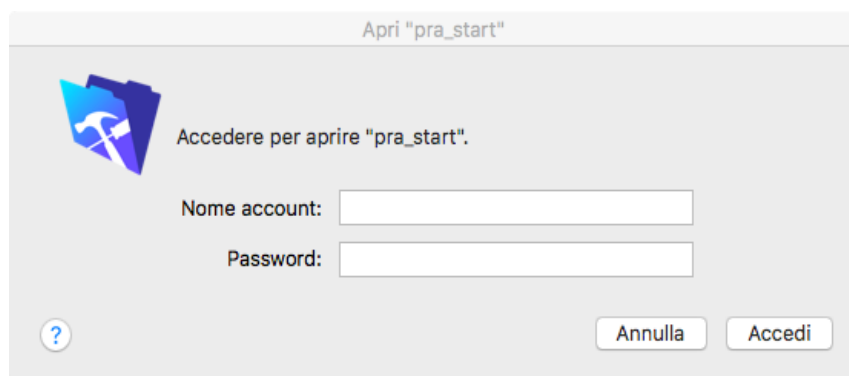 Apri "pra_start"
Accedere per aprire "pra_start".
Nome account:
Password:
?
Annulla
Accedi